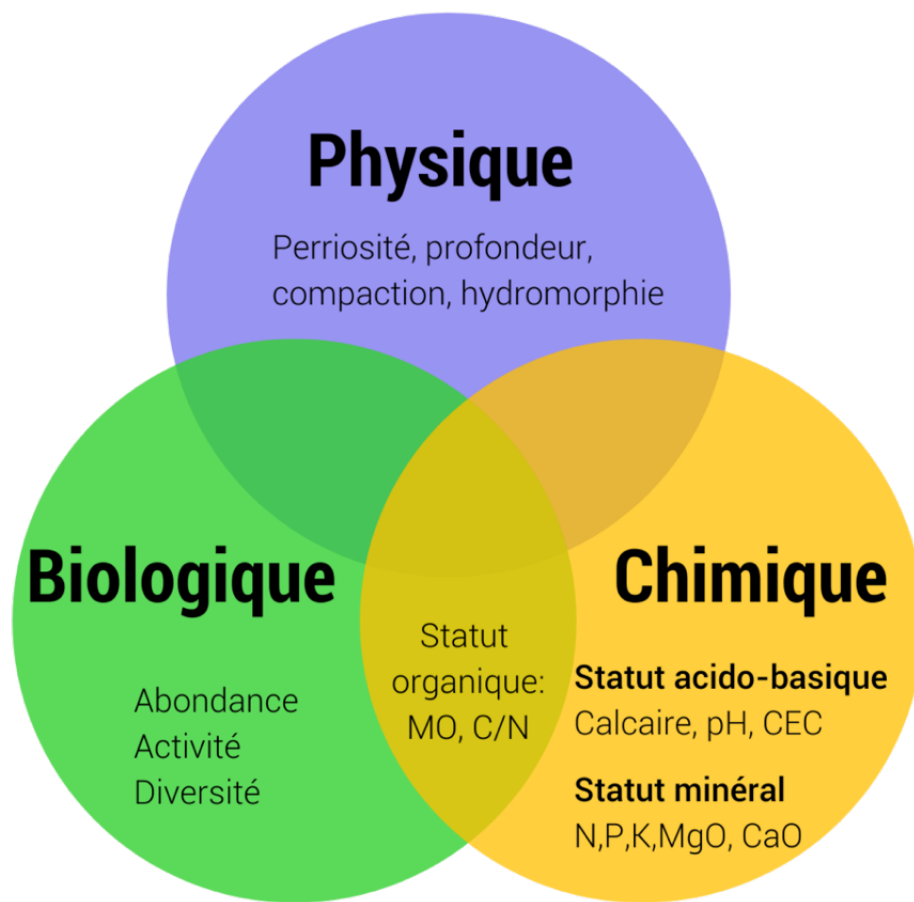 Physique
Perriosité, profondeur,
compaction, hydromorphie
Biologique
Abondance
Activité
Diversité
Statut
organique:
MO, C/N
Chimique
Statut acido-basique
Calcaire, pH, CEC
Statut minéral
N,P,K,MgO, CaO